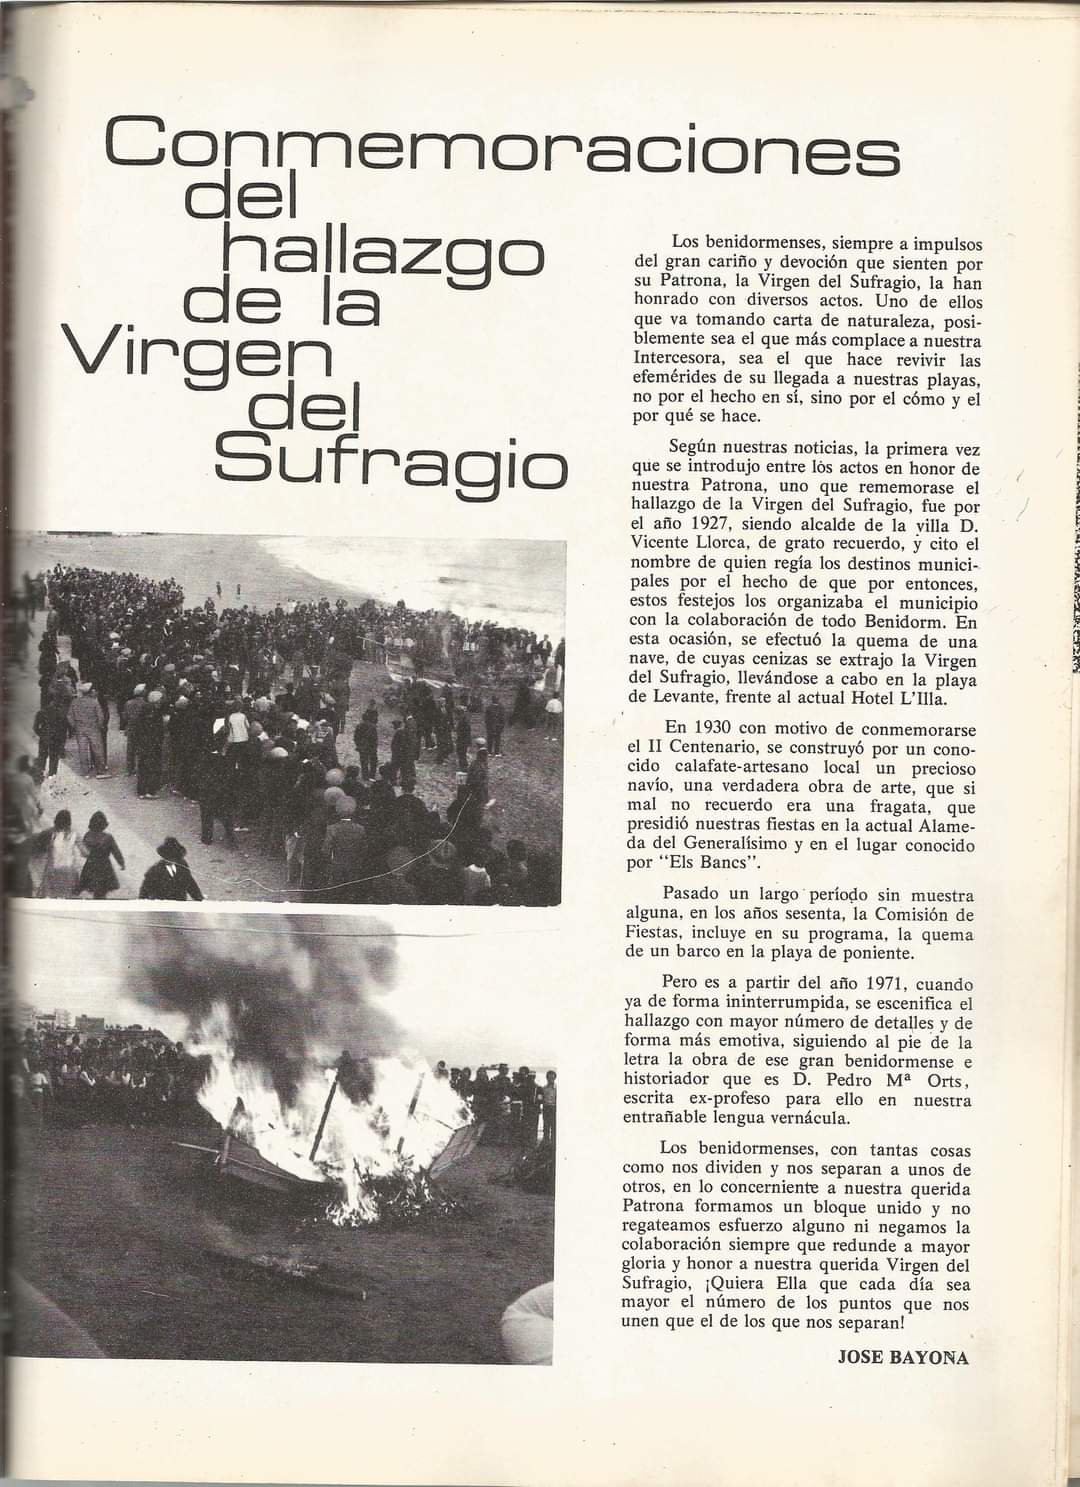 Conmemoraciones
del
hallazgo
de la
Virgen
del
Sufragio
Los benidormenses, siempre a impulsos
del gran cariño y devoción que sienten por
su Patrona, la Virgen del Sufragio, la han
honrado con diversos actos. Uno de ellos
que va tomando carta de naturaleza, posi-
blemente sea el que más complace a nuestra
Intercesora, sea el que hace revivir las
efemérides de su llegada a nuestras playas,
no por el hecho en sí, sino por el cómo y el
por qué se hace.
Según nuestras noticias, la primera vez
que se introdujo entre los actos en honor de
nuestra Patrona, uno que rememorase el
hallazgo de la Virgen del Sufragio, fue por
el año 1927, siendo alcalde de la villa D.
Vicente Llorca, de grato recuerdo, y cito el
nombre de quien regía los destinos munici-
pales por el hecho de que por entonces,
estos festejos los organizaba el municipio
con la colaboración de todo Benidorm. En
esta ocasión, se efectuó la quema de una
nave, de cuyas cenizas se extrajo la Virgen
del Sufragio, llevándose a cabo en la playa
de Levante, frente al actual Hotel L'Illa.
En 1930 con motivo de conmemorarse
el II Centenario, se construyó por un cono-
cido calafate-artesano local un precioso
navío, una verdadera obra de arte, que si
mal no recuerdo era una fragata, que
presidió nuestras fiestas en la actual Alame-
da del Generalísimo y en el lugar conocido
por "Els Bancs".
Pasado un largo período sin muestra
alguna, en los años sesenta, la Comisión de
Fiestas, incluye en su programa, la quema
de un barco en la playa de poniente.
Pero es a partir del año 1971, cuando
ya de forma ininterrumpida, se escenifica el
hallazgo con mayor número de detalles y de
forma más emotiva, siguiendo al pie de la
letra la obra de ese gran benidormense e
historiador que es D. Pedro Mª Orts,
escrita ex-profeso para ello en nuestra
entrañable lengua vernácula.
Los benidormenses, con tantas cosas
como nos dividen y nos separan a unos de
otros, en lo concerniente a nuestra querida
Patrona formamos un bloque unido y no
regateamos esfuerzo alguno ni negamos la
colaboración siempre que redunde a mayor
gloria y honor a nuestra querida Virgen del
Sufragio, ¡Quiera Ella que cada día sea
mayor el número de los puntos que nos
unen que el de los que nos separan!
JOSE BAYONA